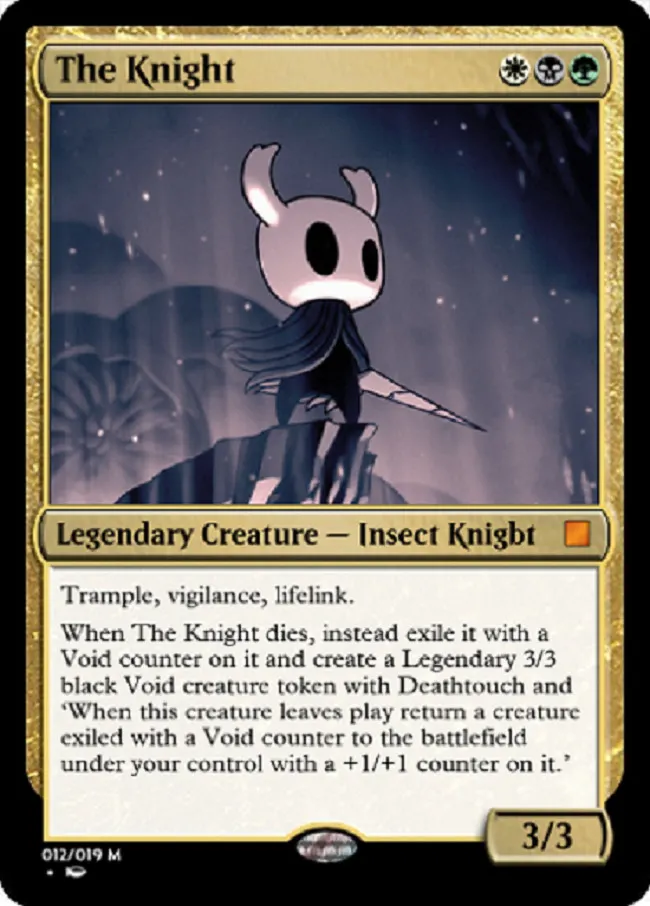 The Knight
Legendary Creature — Insect Knight
Trample, vigilance, lifelink.
When The Knight dies, instead exile it with a
Void counter on it and create a Legendary 3/3
black Void creature token with Deathtouch and
‘When this creature leaves play return a creature
exiled with a Void counter to the battlefield
under your control with a +1/+1 counter on it.’
3/3
012/019 M